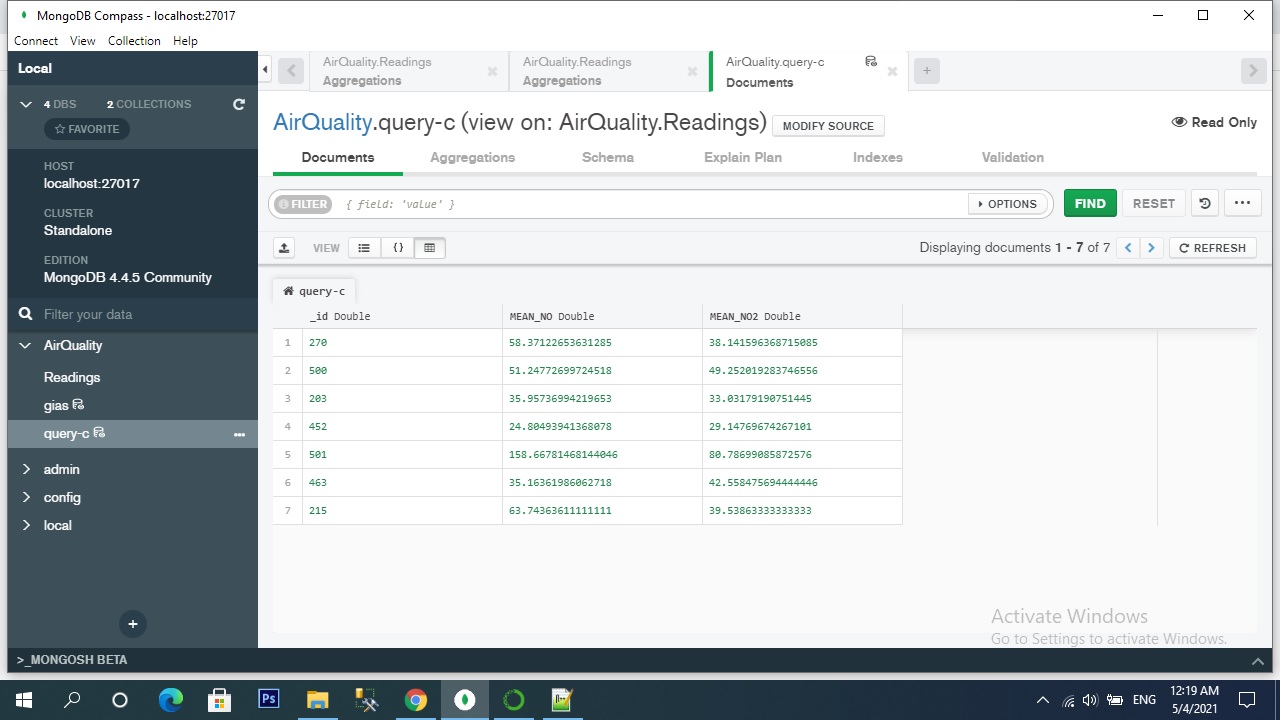 MongoDB Compass - localhost:27017
Connect View Collection Help
Local
4 DBS 2 COLLECTIONS
FAVORITE
HOST
localhost:27017
CLUSTER
Standalone
EDITION
MongoDB 4.4.5 Community
Filter your data
AirQuality
Readings
gias
query-c
admin
config
local
AirQuality.Readings
Aggregations
AirQuality.Readings
Aggregations
AirQuality.query-c
Documents
AirQuality.query-c (view on: AirQuality.Readings) MODIFY SOURCE
Read Only
Documents Aggregations Schema Explain Plan Indexes Validation
FILTER { field: 'value' } OPTIONS FIND RESET ...
VIEW {} Displaying documents 1 - 7 of 7 < > REFRESH
query-c
_id Double MEAN_NO Double MEAN_NO2 Double
1 270 58.37122653631285 38.141596368715085
2 500 51.24772699724518 49.252019283746556
3 203 35.95736994219653 33.03179190751445
4 452 24.80493941368078 29.14769674267101
5 501 158.66781468144046 80.78699085872576
6 463 35.16361986062718 42.558475694444446
7 215 63.74363611111111 39.53863333333333
Activate Windows
Go to Settings to activate Windows.
>_MONGOSH BETA
Ps
ENG
12:19 AM
5/4/2021